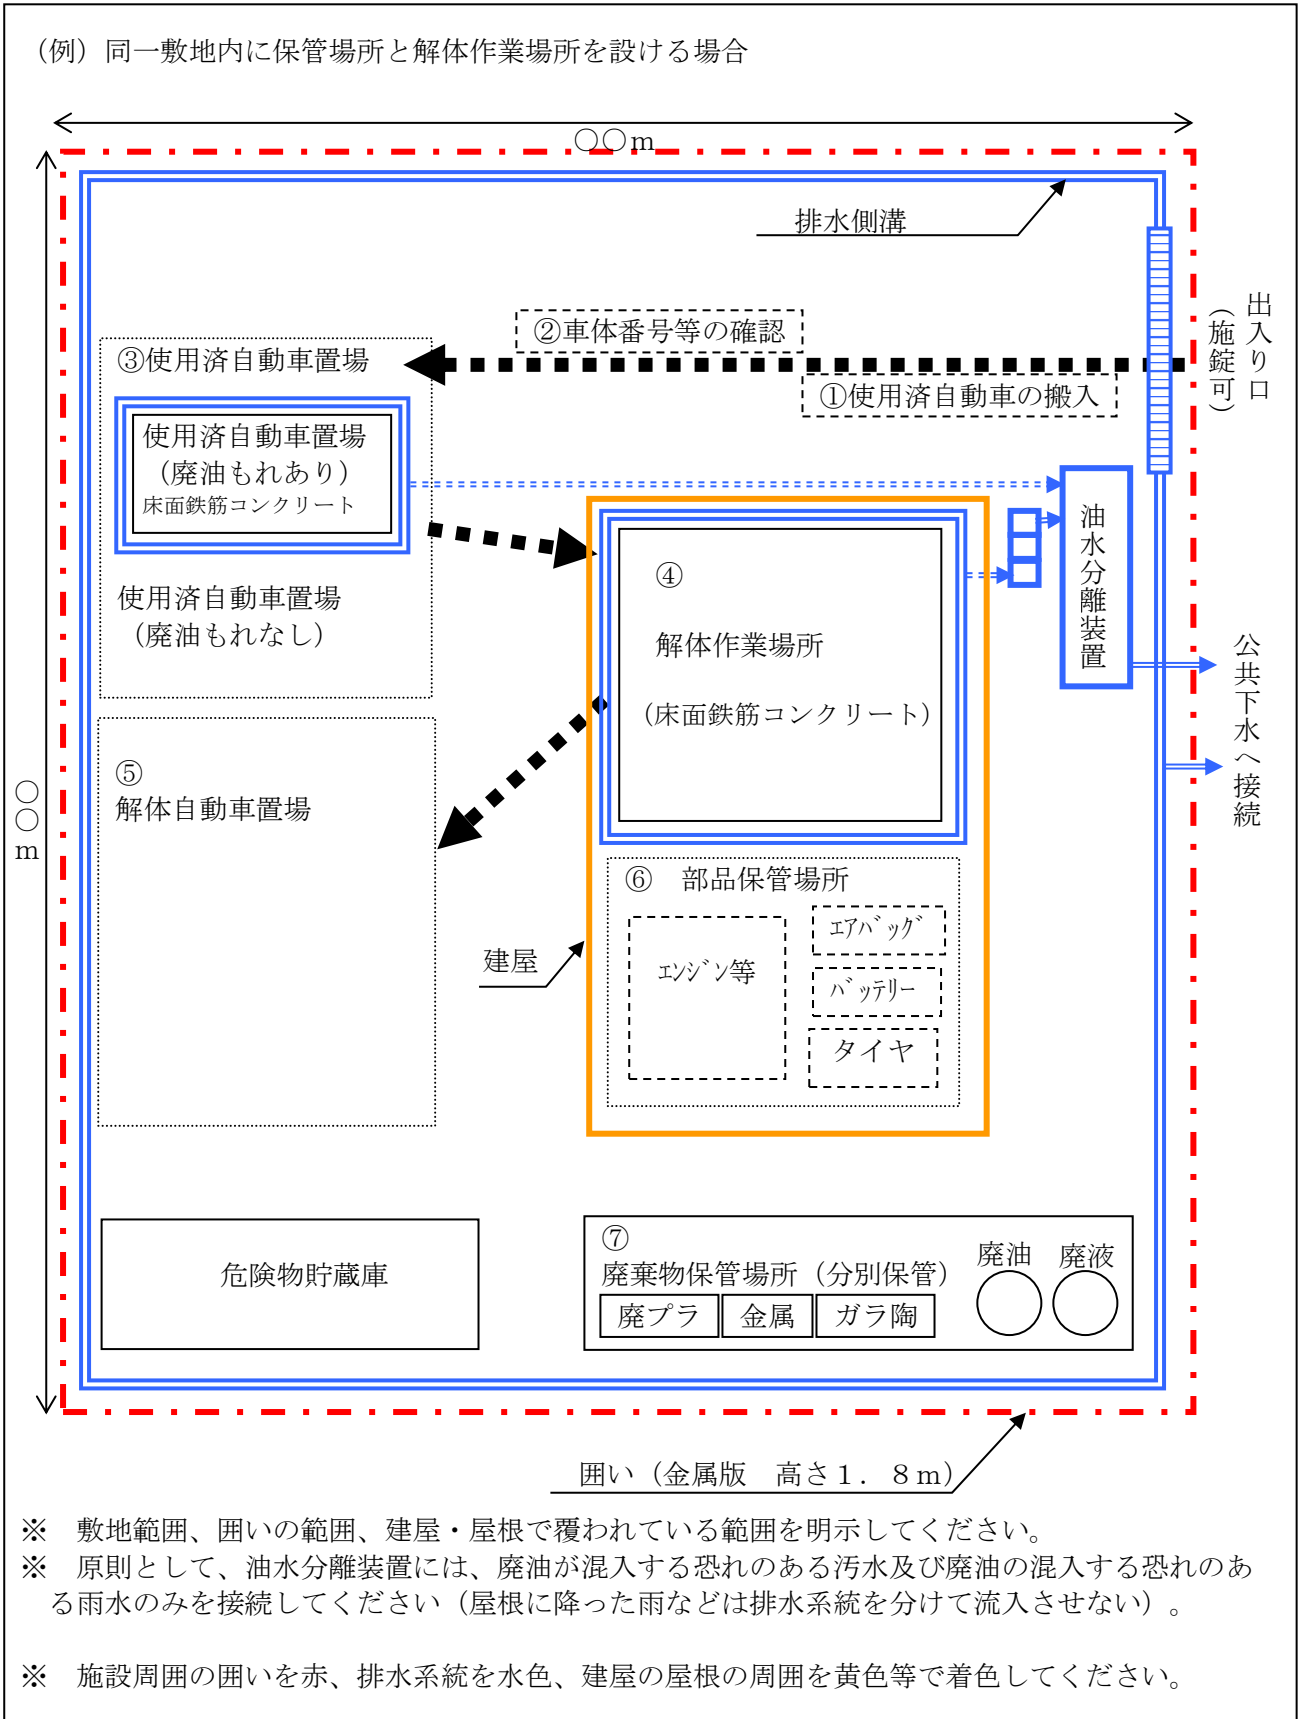 （例）同一敷地内に保管場所と解体作業場所を設ける場合
〇〇ｍ
排水側溝
出入り口
（施錠可）
②車体番号等の確認
①使用済自動車の搬入
③使用済自動車置場
使用済自動車置場
（廃油もれあり）
床面鉄筋コンクリート
使用済自動車置場
（廃油もれなし）
④
解体作業場所
（床面鉄筋コンクリート）
油水分離装置
公共下水へ接続
〇〇ｍ
⑤
解体自動車置場
⑥　部品保管場所
ｴｱﾊﾞｯｸﾞ
ｴﾝｼﾞﾝ等
ﾊﾞｯﾃﾘｰ
タイヤ
建屋
危険物貯蔵庫
⑦
廃棄物保管場所（分別保管）
廃プラ
金属
ガラ陶
廃油
廃液
囲い（金属版　高さ１．８ｍ）
※　敷地範囲、囲いの範囲、建屋・屋根で覆われている範囲を明示してください。
※　原則として、油水分離装置には、廃油が混入する恐れのある汚水及び廃油の混入する恐れのあ
る雨水のみを接続してください（屋根に降った雨などは排水系統を分けて流入させない）。
※　施設周囲の囲いを赤、排水系統を水色、建屋の屋根の周囲を黄色等で着色してください。